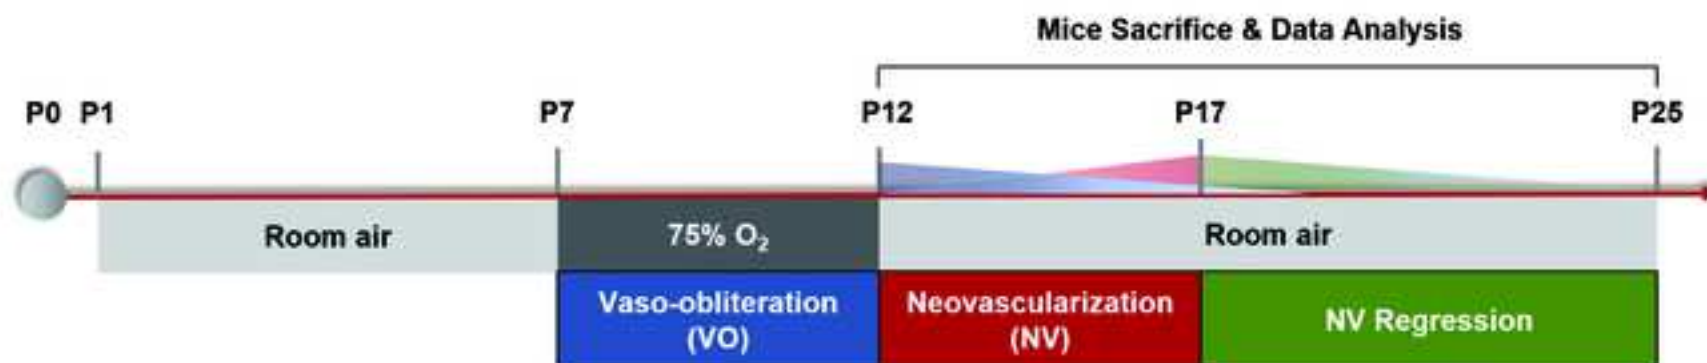 Mice Sacrifice & Data Analysis
P0 P1 P7 P12 P17 P25
Room air 75% O₂ Room air
Vaso-obliteration
(VO)
Neovascularization
(NV)
NV Regression